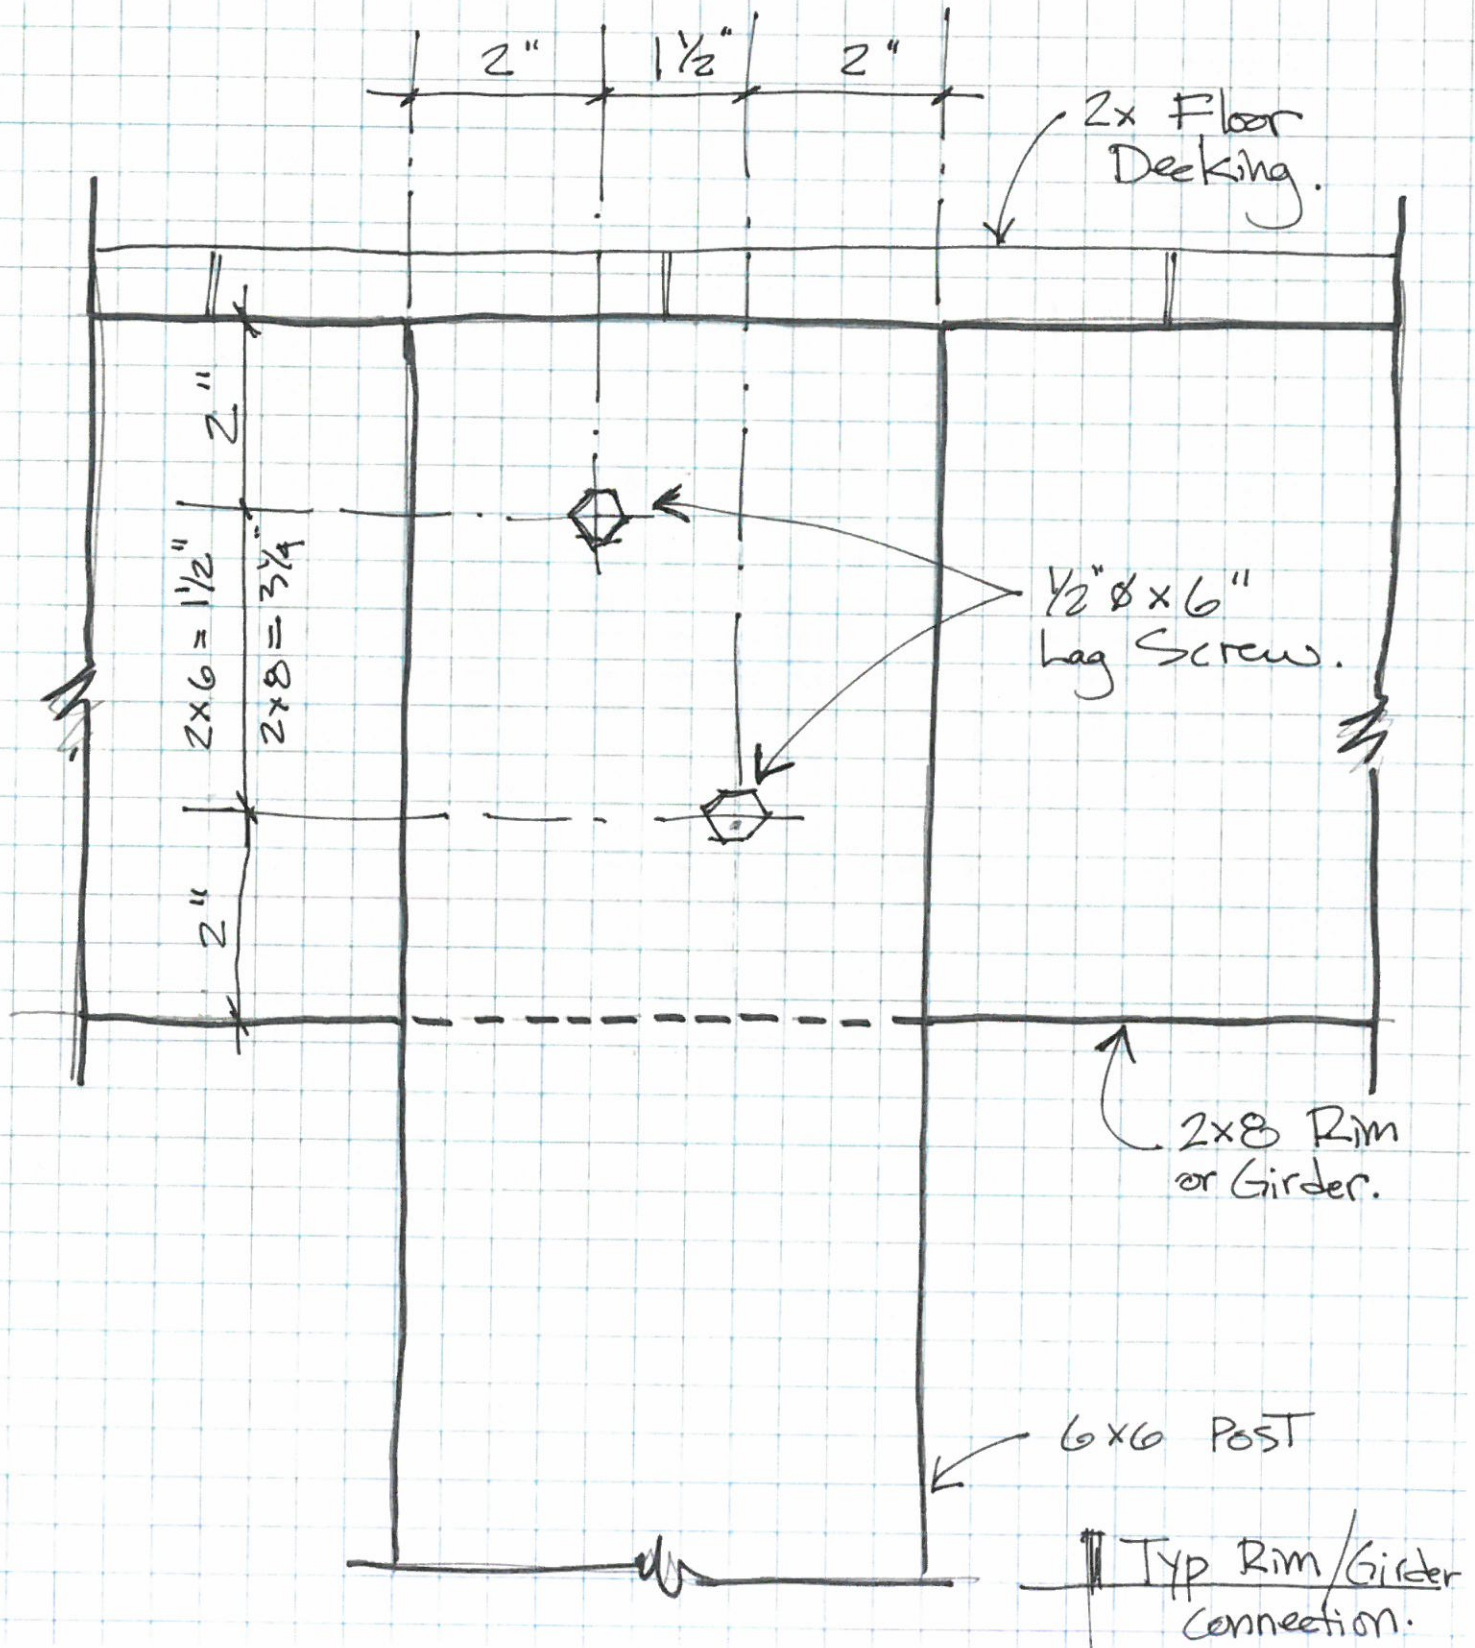 2" 1½" 2"
2x Floor
Decking.
2"
2x6 = 1½"
2x8 = 3¼"
2"
½"ø x 6"
Lag Screw.
2x8 Rim
or Girder.
6x6 POST
Typ Rim/Girder
Connection.